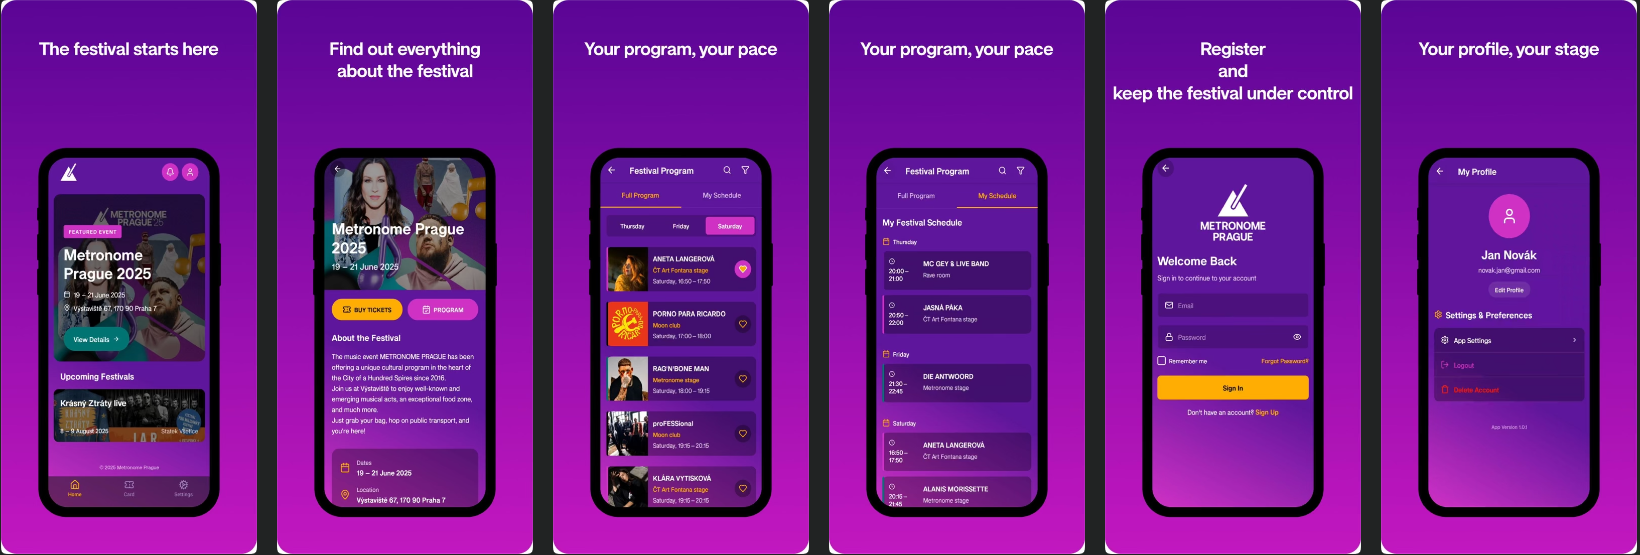 The festival starts here
METRONOME
PRAGUE 25
FEATURED EVENT
Metronome
Prague 2025
19 – 21 June 2025
Výstaviště 67, 170 90 Praha 7
View Details
Upcoming Festivals
Krásný Ztráty live
8 – 9 August 2025
Statek Všetice
© 2025 Metronome Prague
Home
Card
Settings
Find out everything
about the festival
Metronome Prague
2025
19 – 21 June 2025
BUY TICKETS
PROGRAM
About the Festival
The music event METRONOME PRAGUE has been
offering a unique cultural program in the heart of
the City of a Hundred Spires since 2016.
Join us at Výstaviště to enjoy well-known and
emerging musical acts, an exceptional food zone,
and much more.
Just grab your bag, hop on public transport, and
you're here!
Dates
19 – 21 June 2025
Location
Výstaviště 67, 170 90 Praha 7
Your program, your pace
Festival Program
Full Program
My Schedule
Thursday
Friday
Saturday
ANETA LANGEROVÁ
ČT Art Fontana stage
Saturday, 16:50 – 17:50
PORNO PARA RICARDO
Moon club
Saturday, 17:00 – 18:00
RAG'N'BONE MAN
Metronome stage
Saturday, 18:00 – 19:15
proFESSional
Moon club
Saturday, 19:15 – 20:15
KLÁRA VYTISKOVÁ
ČT Art Fontana stage
Saturday, 19:15 – 20:15
Your program, your pace
Festival Program
Full Program
My Schedule
My Festival Schedule
Thursday
20:00 –
21:00
MC GEY & LIVE BAND
Rave room
20:50 –
22:00
JASNÁ PÁKA
ČT Art Fontana stage
Friday
21:30 –
22:45
DIE ANTWOORD
Metronome stage
Saturday
16:50 –
17:50
ANETA LANGEROVÁ
ČT Art Fontana stage
20:15 –
21:45
ALANIS MORISSETTE
Metronome stage
Register
and
keep the festival under control
METRONOME
PRAGUE
Welcome Back
Sign in to continue to your account
Email
Password
Remember me
Forgot Password?
Sign In
Don't have an account? Sign Up
Your profile, your stage
My Profile
Jan Novák
novak.jan@gmail.com
Edit Profile
Settings & Preferences
App Settings
Logout
Delete Account
App Version 1.0.1